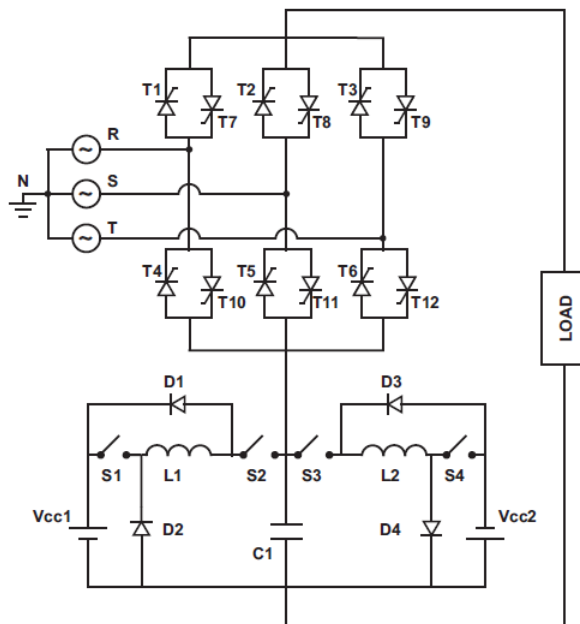 T1
T2
T3
T7
T8
T9
R
N
~
S
~
T
~
T4
T5
T6
T10
T11
T12
LOAD
D1
D3
S1
L1
S2
S3
L2
S4
Vcc1
D2
C1
D4
Vcc2